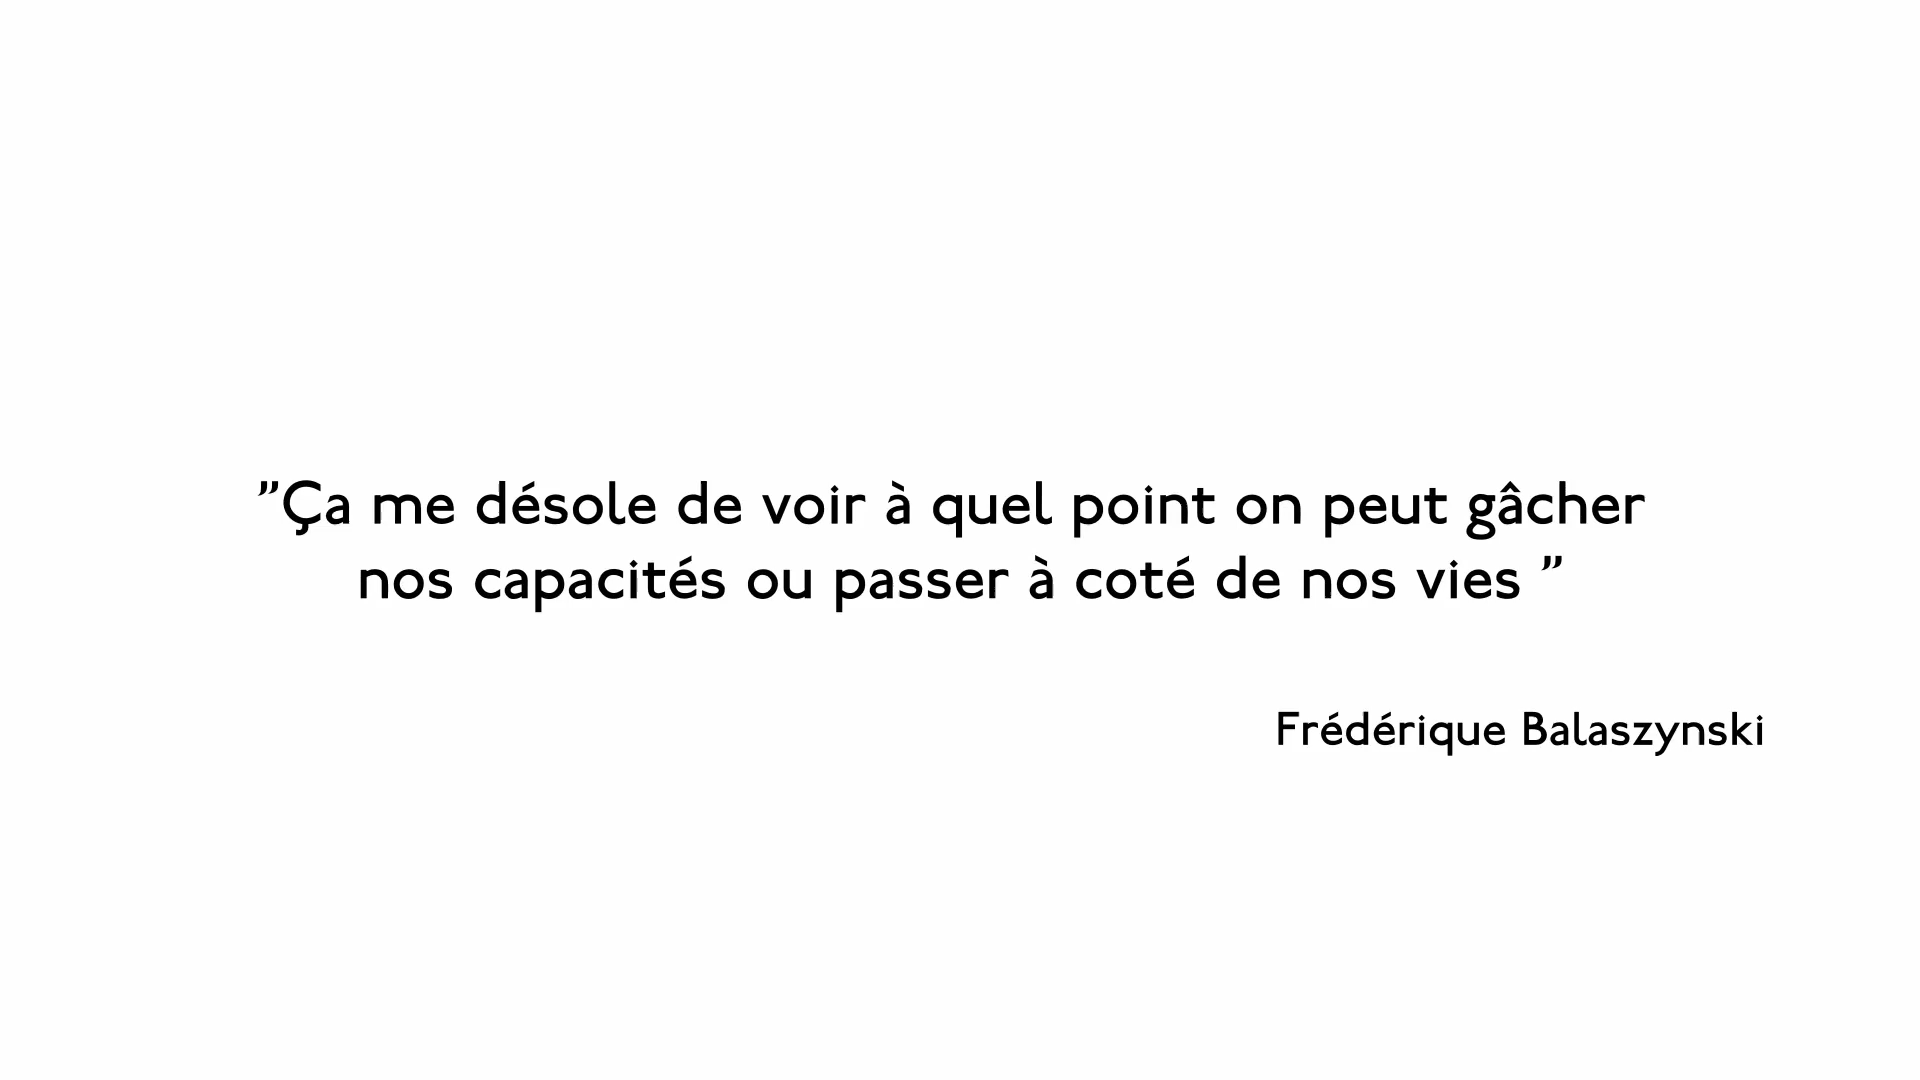 ”Ça me désole de voir à quel point on peut gâcher
nos capacités ou passer à coté de nos vies ”
Frédérique Balaszynski